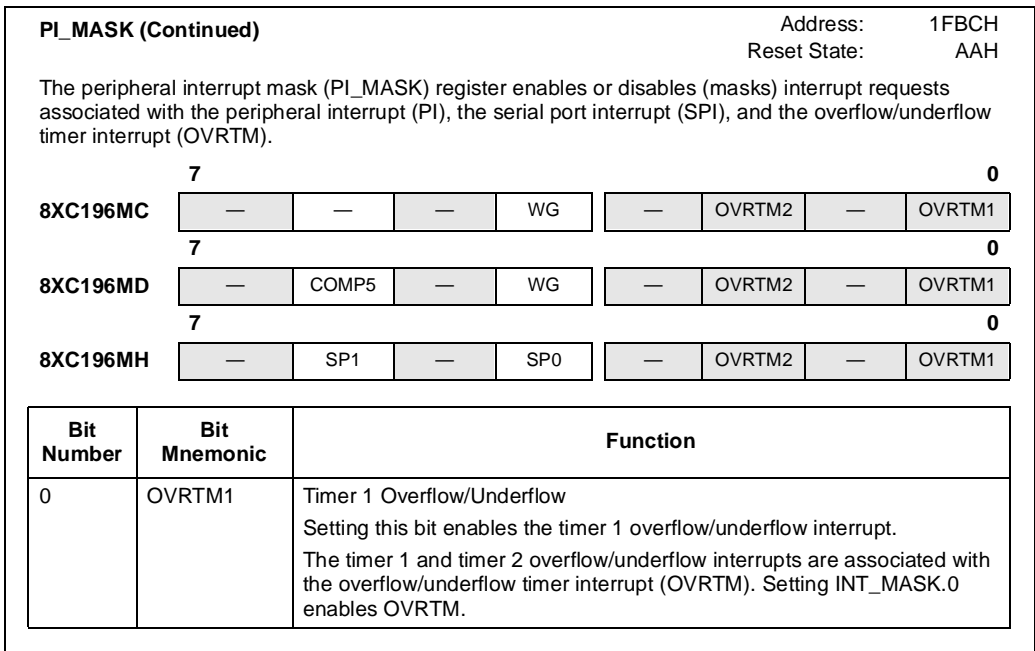 PI_MASK (Continued) Address: 1FBCH
Reset State: AAH
The peripheral interrupt mask (PI_MASK) register enables or disables (masks) interrupt requests
associated with the peripheral interrupt (PI), the serial port interrupt (SPI), and the overflow/underflow
timer interrupt (OVRTM).
7 0
8XC196MC — — — WG — OVRTM2 — OVRTM1
7 0
8XC196MD — COMP5 — WG — OVRTM2 — OVRTM1
7 0
8XC196MH — SP1 — SP0 — OVRTM2 — OVRTM1
Bit Number Bit Mnemonic Function
0 OVRTM1 Timer 1 Overflow/Underflow
Setting this bit enables the timer 1 overflow/underflow interrupt.
The timer 1 and timer 2 overflow/underflow interrupts are associated with
the overflow/underflow timer interrupt (OVRTM). Setting INT_MASK.0
enables OVRTM.